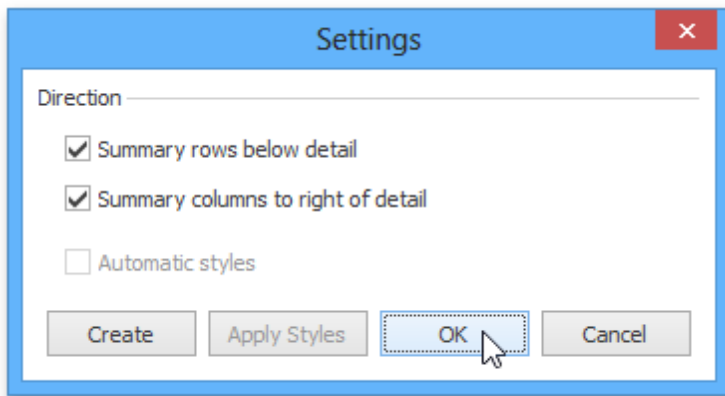 Settings
Direction
Summary rows below detail
Summary columns to right of detail
Automatic styles
Create Apply Styles OK Cancel